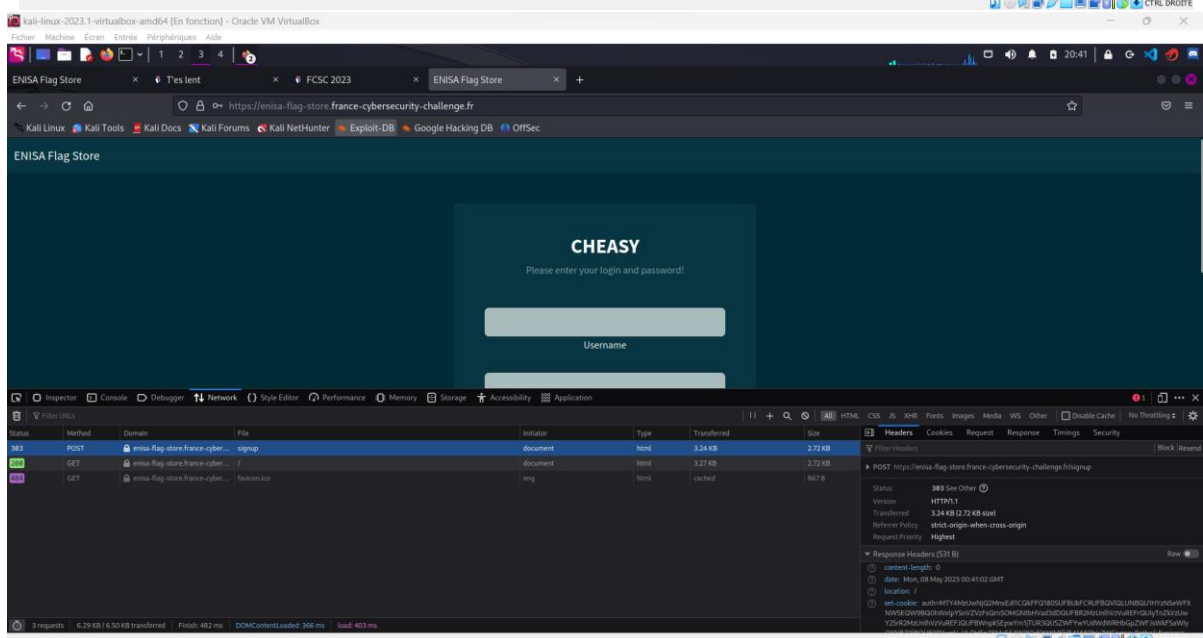 CTRL DROITE
kali-linux-2023.1-virtualbox-amd64 [En fonction] - Oracle VM VirtualBox
Fichier Machine Écran Entrée Périphériques Aide
1 2 3 4
20:41
ENISA Flag Store × T'es lent × FCSC 2023 × ENISA Flag Store × +
https://enisa-flag-store.france-cybersecurity-challenge.fr
Kali Linux Kali Tools Kali Docs Kali Forums Kali NetHunter Exploit-DB Google Hacking DB OffSec
ENISA Flag Store
CHEASY
Please enter your login and password!
Username
Inspector Console Debugger Network Style Editor Performance Memory Storage Accessibility Application
Filter URLs
All HTML CSS JS XHR Fonts Images Media WS Other Disable Cache No Throttling
Status Method Domain File Initiator Type Transferred Size
303 POST enisa-flag-store.france-cyber... signup document html 3.24 KB 2.72 KB
200 GET enisa-flag-store.france-cyber... / document html 3.27 KB 2.72 KB
404 GET enisa-flag-store.france-cyber... favicon.ico img html cached 867 B
Headers Cookies Request Response Timings Security
Filter Headers Block Resend
POST https://enisa-flag-store.france-cybersecurity-challenge.fr/signup
Status 303 See Other
Version HTTP/1.1
Transferred 3.24 KB (2.72 KB size)
Referrer Policy strict-origin-when-cross-origin
Request Priority Highest
Response Headers (531 B) Raw
content-length: 0
date: Mon, 08 May 2023 00:41:02 GMT
location: /
set-cookie:
3 requests 6.29 KB / 6.50 KB transferred Finish: 482 ms DOMContentLoaded: 366 ms load: 403 ms